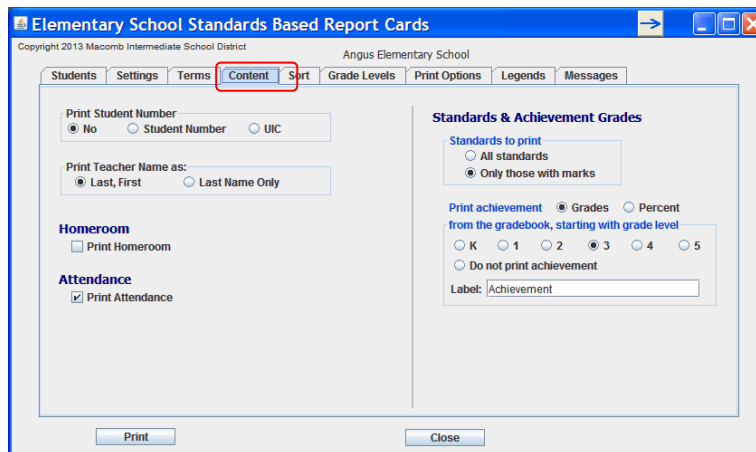 Elementary School Standards Based Report Cards
Copyright 2013 Macomb Intermediate School District
Angus Elementary School
Students Settings Terms Content Sort Grade Levels Print Options Legends Messages
Print Student Number
No Student Number UIC
Print Teacher Name as:
Last, First Last Name Only
Homeroom
Print Homeroom
Attendance
Print Attendance
Standards & Achievement Grades
Standards to print
All standards
Only those with marks
Print achievement Grades Percent
from the gradebook, starting with grade level
K 1 2 3 4 5
Do not print achievement
Label: Achievement
Print Close